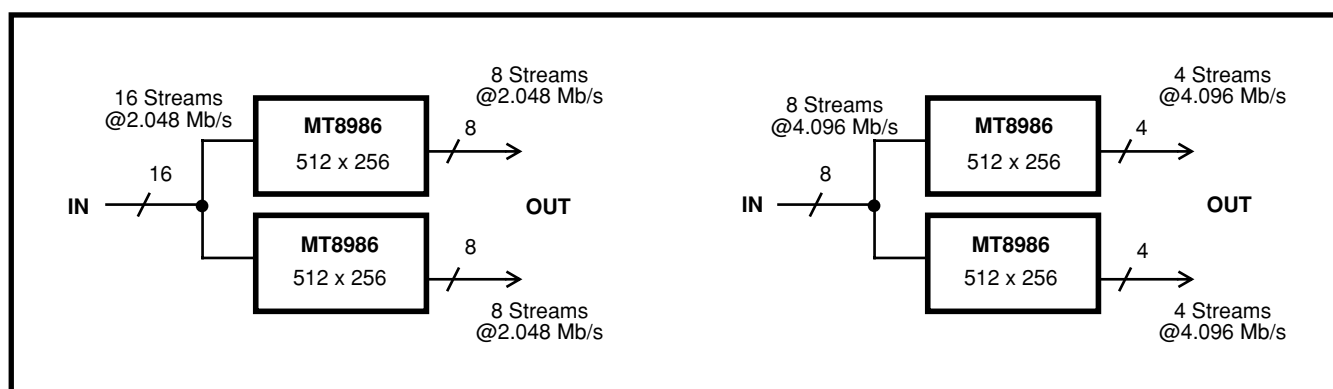 8 Streams
@2.048 Mb/s
16 Streams
@2.048 Mb/s
MT8986
512 x 256
8
16
IN
OUT
MT8986
512 x 256
8
8 Streams
@2.048 Mb/s
4 Streams
@4.096 Mb/s
8 Streams
@4.096 Mb/s
MT8986
512 x 256
4
8
IN
OUT
MT8986
512 x 256
4
4 Streams
@4.096 Mb/s